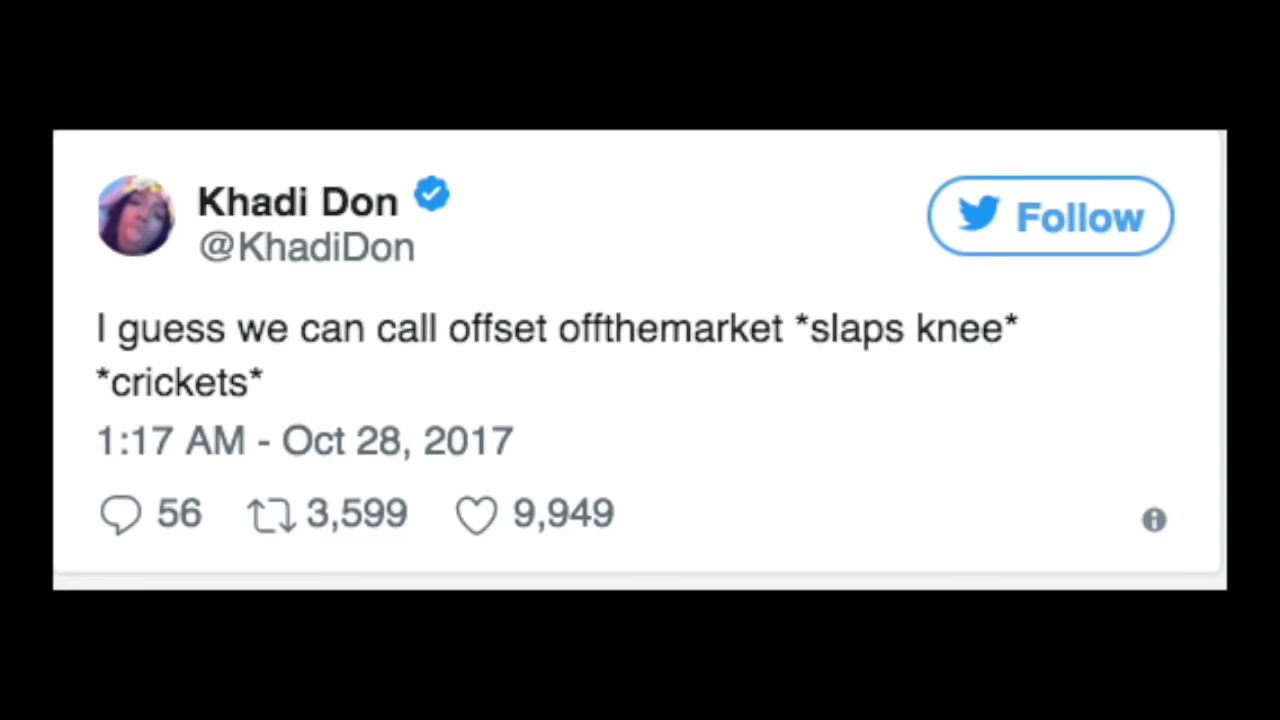 Khadi Don
@KhadiDon
Follow
I guess we can call offset offthemarket *slaps knee*
*crickets*
1:17 AM - Oct 28, 2017
56 3,599 9,949